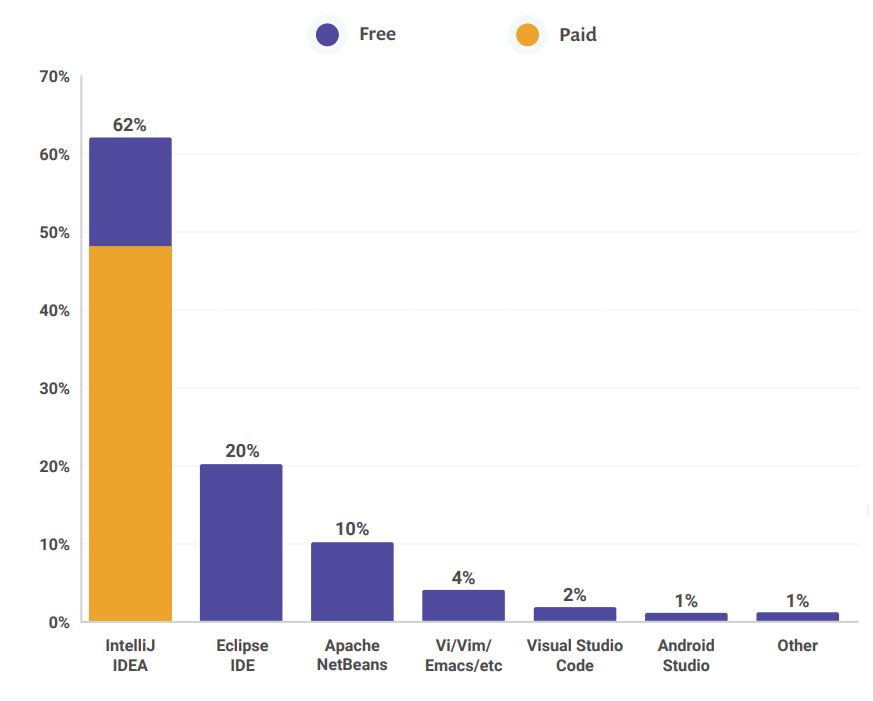 Free
Paid
70%
62%
60%
50%
40%
30%
20%
20%
10%
10%
4%
2%
1%
1%
0%
IntelliJ
IDEA
Eclipse
IDE
Apache
NetBeans
Vi/Vim/
Emacs/etc
Visual Studio
Code
Android
Studio
Other
1